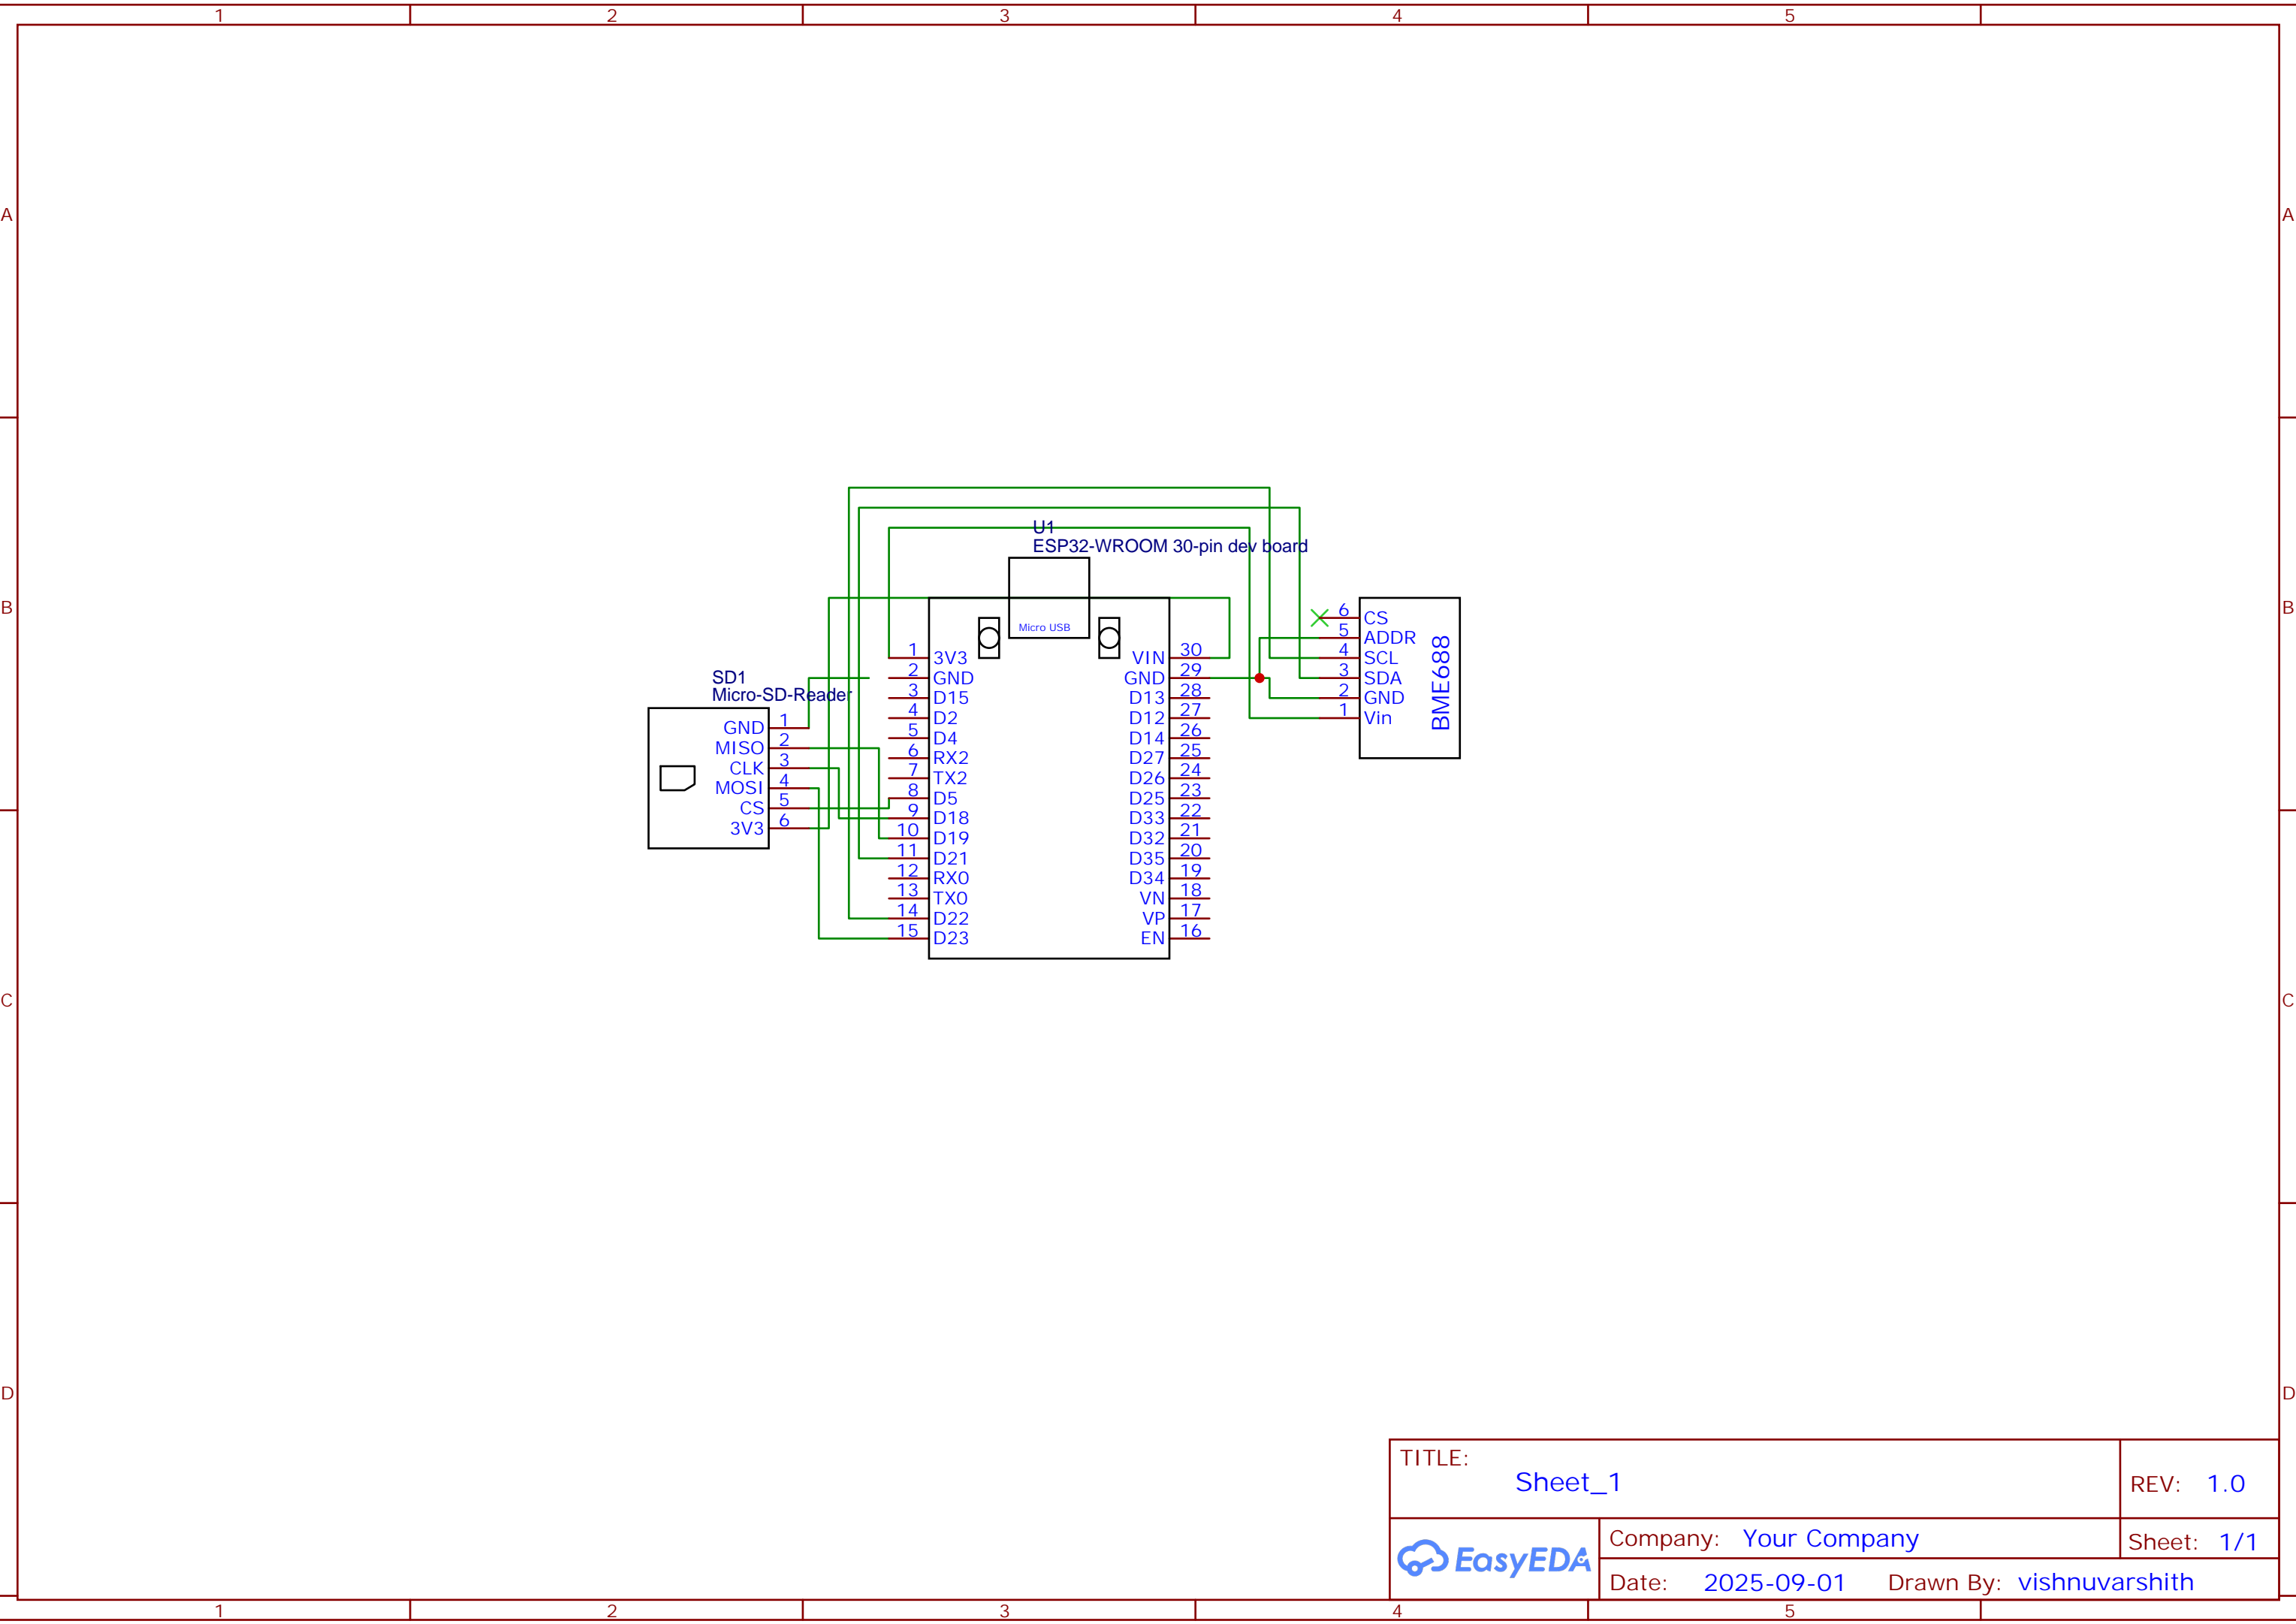 1 2 3 4 5
A A
B B
C C
D D
U1
ESP32-WROOM 30-pin dev board
Micro USB
1 3V3
2 GND
3 D15
4 D2
5 D4
6 RX2
7 TX2
8 D5
9 D18
10 D19
11 D21
12 RX0
13 TX0
14 D22
15 D23
VIN 30
GND 29
D13 28
D12 27
D14 26
D27 25
D26 24
D25 23
D33 22
D32 21
D35 20
D34 19
VN 18
VP 17
EN 16
SD1
Micro-SD-Reader
GND 1
MISO 2
CLK 3
MOSI 4
CS 5
3V3 6
6 CS
5 ADDR
4 SCL
3 SDA
2 GND
1 Vin
BME688
TITLE:
Sheet_1
REV: 1.0
EasyEDA
Company: Your Company
Sheet: 1/1
Date: 2025-09-01 Drawn By: vishnuvarshith
1 2 3 4 5